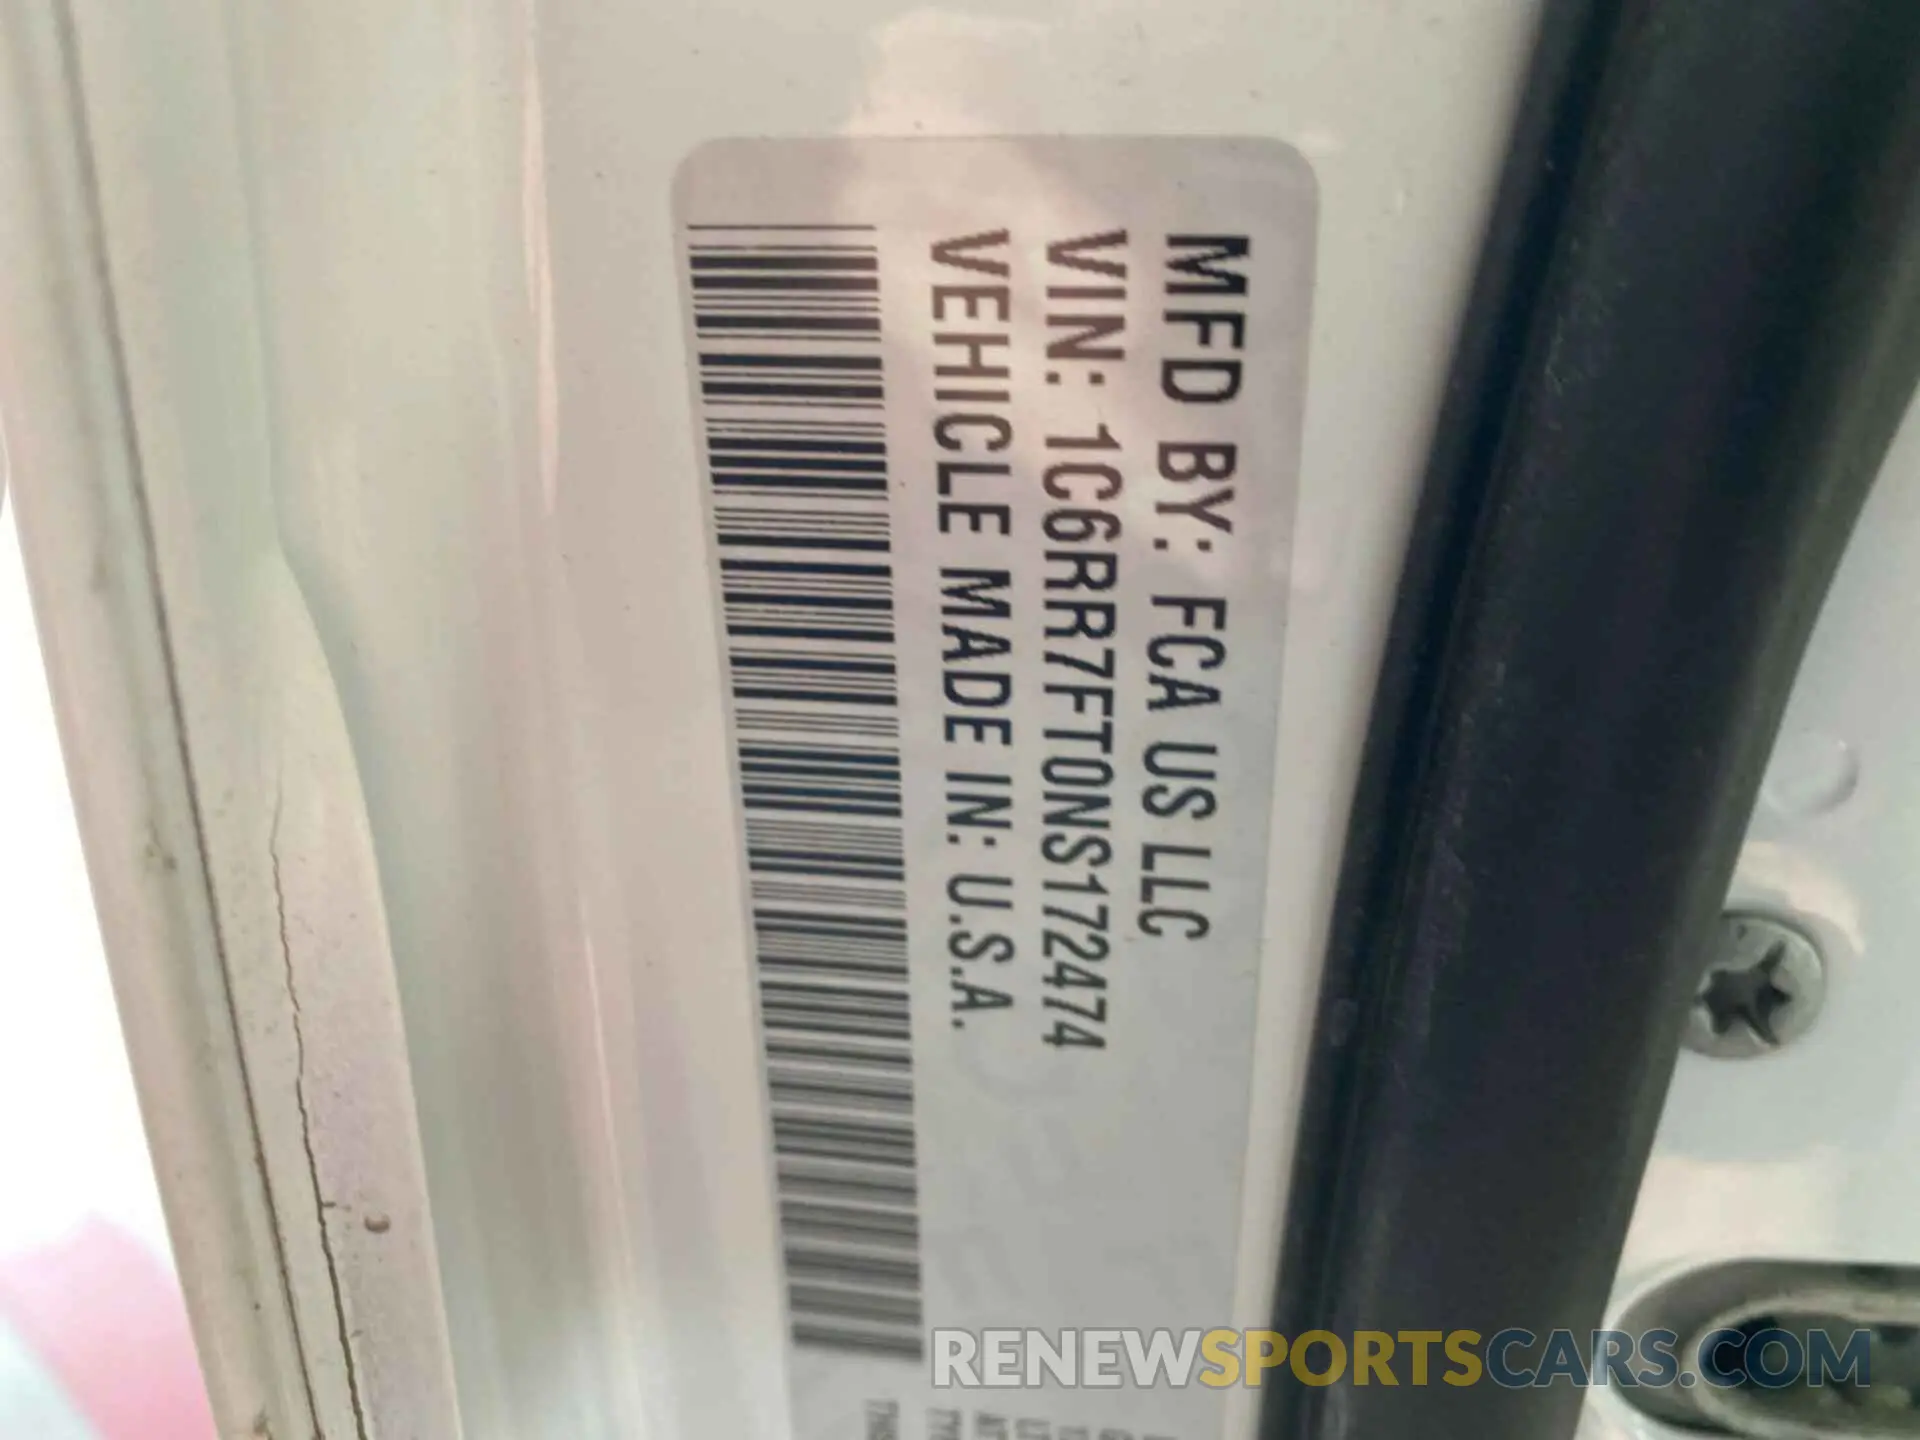 MFD BY: FCA US LLC
VIN: 1C6RR7FT0NS172474
VEHICLE MADE IN: U.S.A.
RENEWSPORTSCARS.COM